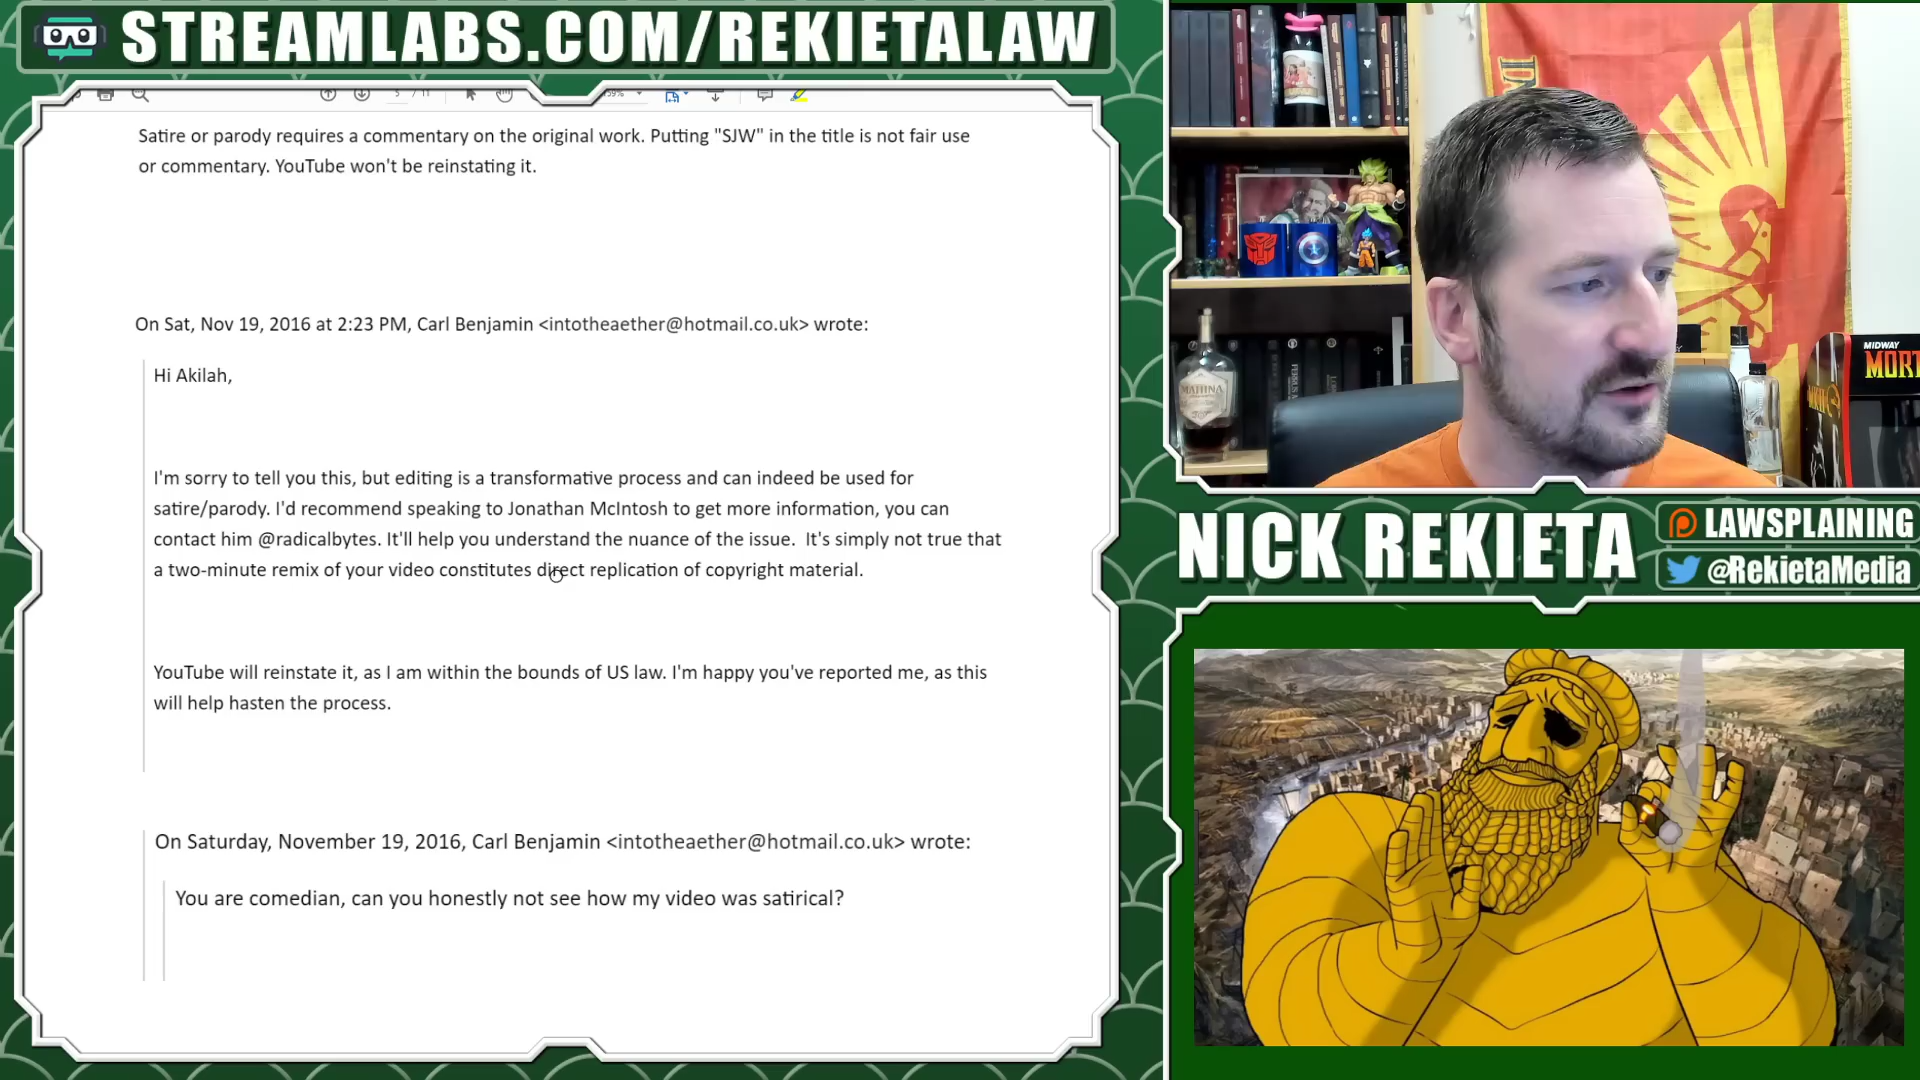 STREAMLABS.COM/REKIETALAW
5 / 11
59%
Satire or parody requires a commentary on the original work. Putting "SJW" in the title is not fair use
or commentary. YouTube won't be reinstating it.
On Sat, Nov 19, 2016 at 2:23 PM, Carl Benjamin <intotheaether@hotmail.co.uk> wrote:
Hi Akilah,
I'm sorry to tell you this, but editing is a transformative process and can indeed be used for
satire/parody. I'd recommend speaking to Jonathan McIntosh to get more information, you can
contact him @radicalbytes. It'll help you understand the nuance of the issue.  It's simply not true that
a two-minute remix of your video constitutes direct replication of copyright material.
YouTube will reinstate it, as I am within the bounds of US law. I'm happy you've reported me, as this
will help hasten the process.
On Saturday, November 19, 2016, Carl Benjamin <intotheaether@hotmail.co.uk> wrote:
You are comedian, can you honestly not see how my video was satirical?
MIDWAY
MORT
NICK REKIETA
LAWSPLAINING
@RekietaMedia